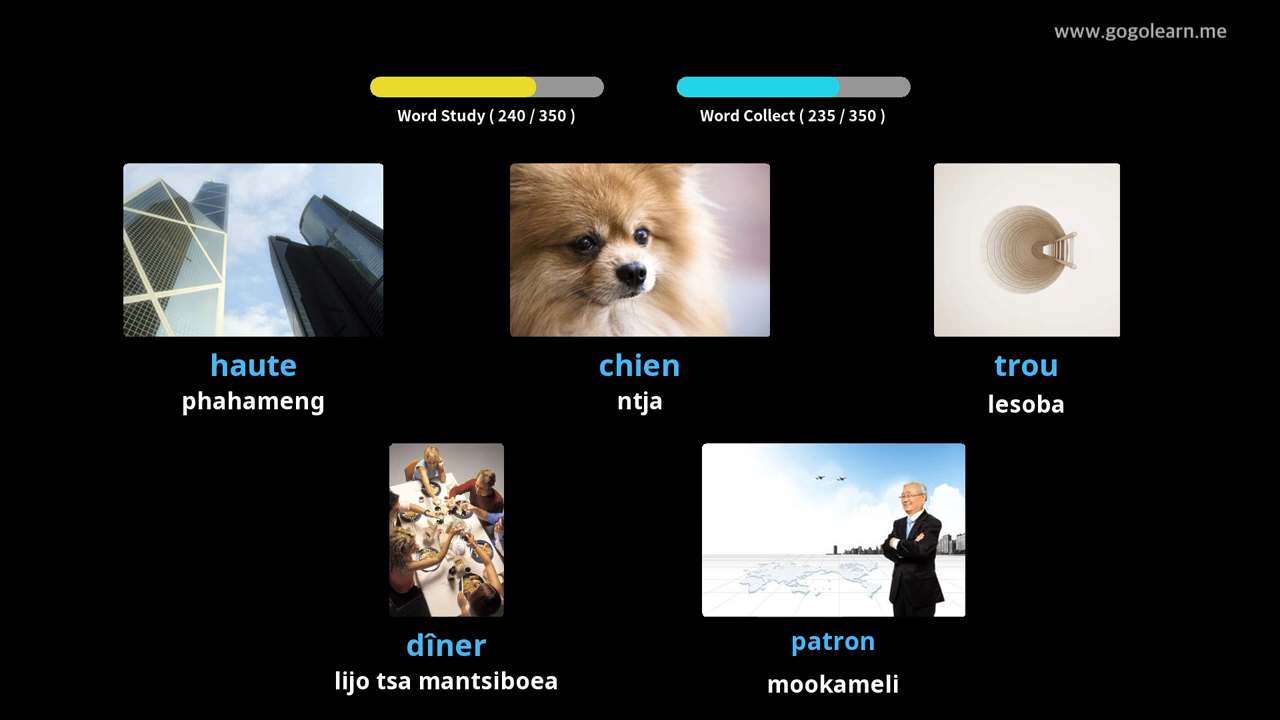 www.gogolearn.me
Word Study ( 240 / 350 )
Word Collect ( 235 / 350 )
haute
phahameng
chien
ntja
trou
lesoba
dîner
lijo tsa mantsiboea
patron
mookameli